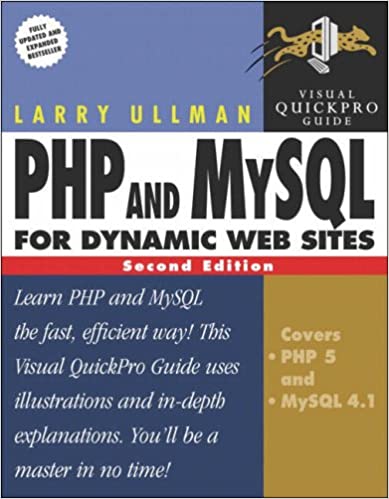 FULLY
UPDATED AND
EXPANDED
BESTSELLER
VISUAL
QUICKPRO
GUIDE
LARRY ULLMAN
PHP AND MYSQL
FOR DYNAMIC WEB SITES
Second Edition
Learn PHP and MySQL
the fast, efficient way! This
Visual QuickPro Guide uses
illustrations and in-depth
explanations. You'll be a
master in no time!
Covers
• PHP 5
and
• MySQL 4.1